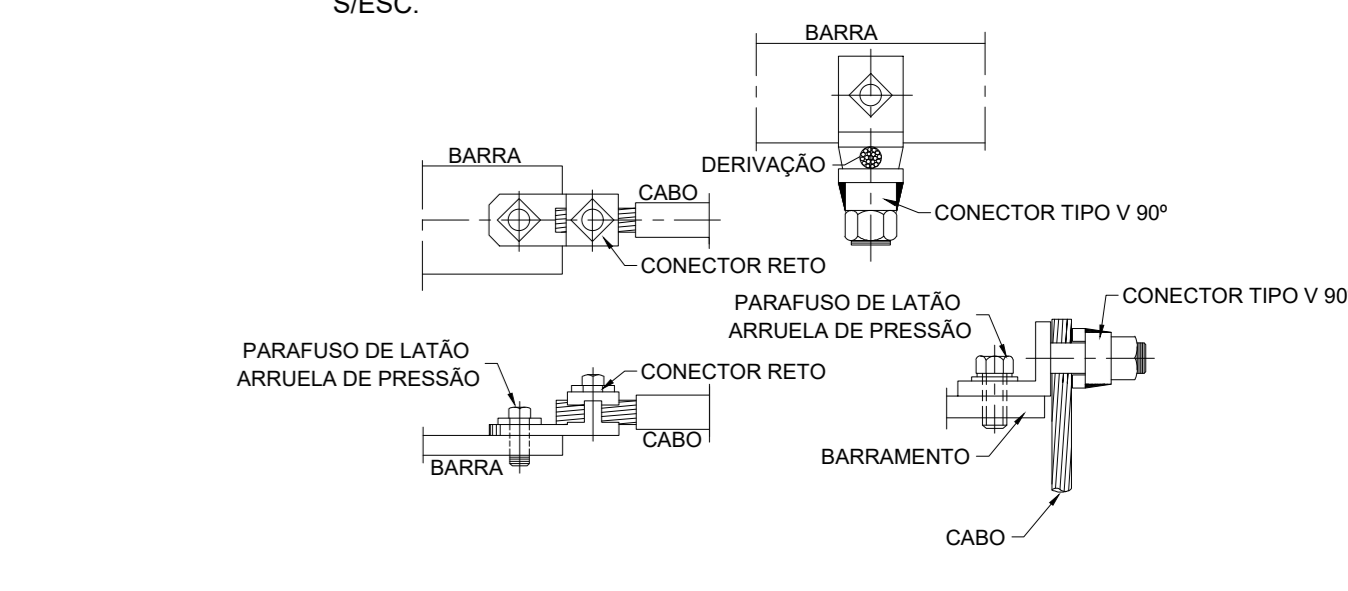 S/ESC.
BARRA
BARRA
DERIVAÇÃO
CABO
CONECTOR TIPO V 90º
CONECTOR RETO
PARAFUSO DE LATÃO
ARRUELA DE PRESSÃO
CONECTOR TIPO V 90
PARAFUSO DE LATÃO
ARRUELA DE PRESSÃO
CONECTOR RETO
CABO
BARRA
BARRAMENTO
CABO